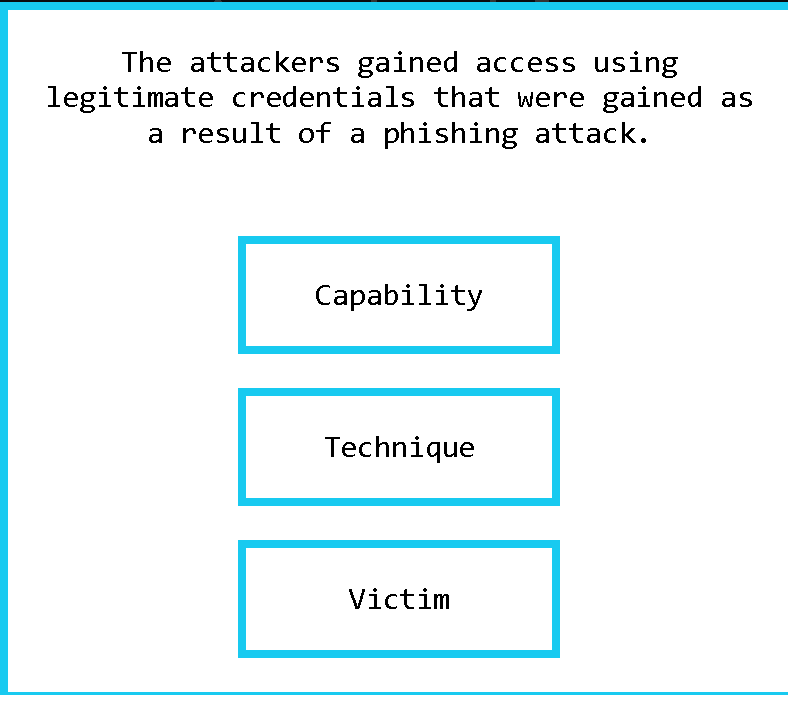 The attackers gained access using
legitimate credentials that were gained as
a result of a phishing attack.
Capability
Technique
Victim